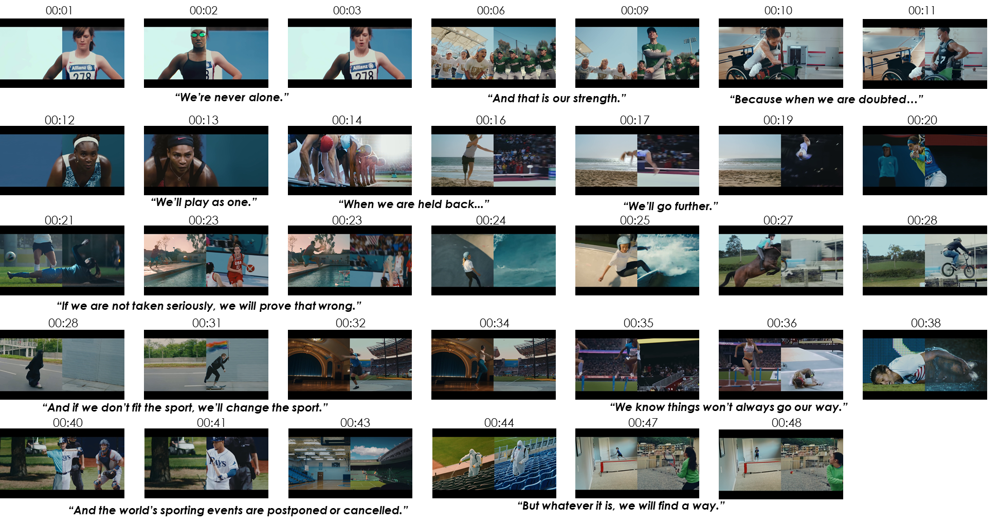 00:01 00:02 00:03 00:06 00:09 00:10 00:11
Allianz
278
Allianz
278
“We’re never alone.” “And that is our strength.” “Because when we are doubted...”
00:12 00:13 00:14 00:16 00:17 00:19 00:20
“We’ll play as one.” “When we are held back...” “We’ll go further.”
00:21 00:23 00:23 00:24 00:25 00:27 00:28
USA
10
“If we are not taken seriously, we will prove that wrong.”
00:28 00:31 00:32 00:34 00:35 00:36 00:38
“And if we don’t fit the sport, we’ll change the sport.” “We know things won’t always go our way.”
00:40 00:41 00:43 00:44 00:47 00:48
RAYS
“And the world’s sporting events are postponed or cancelled.” “But whatever it is, we will find a way.”